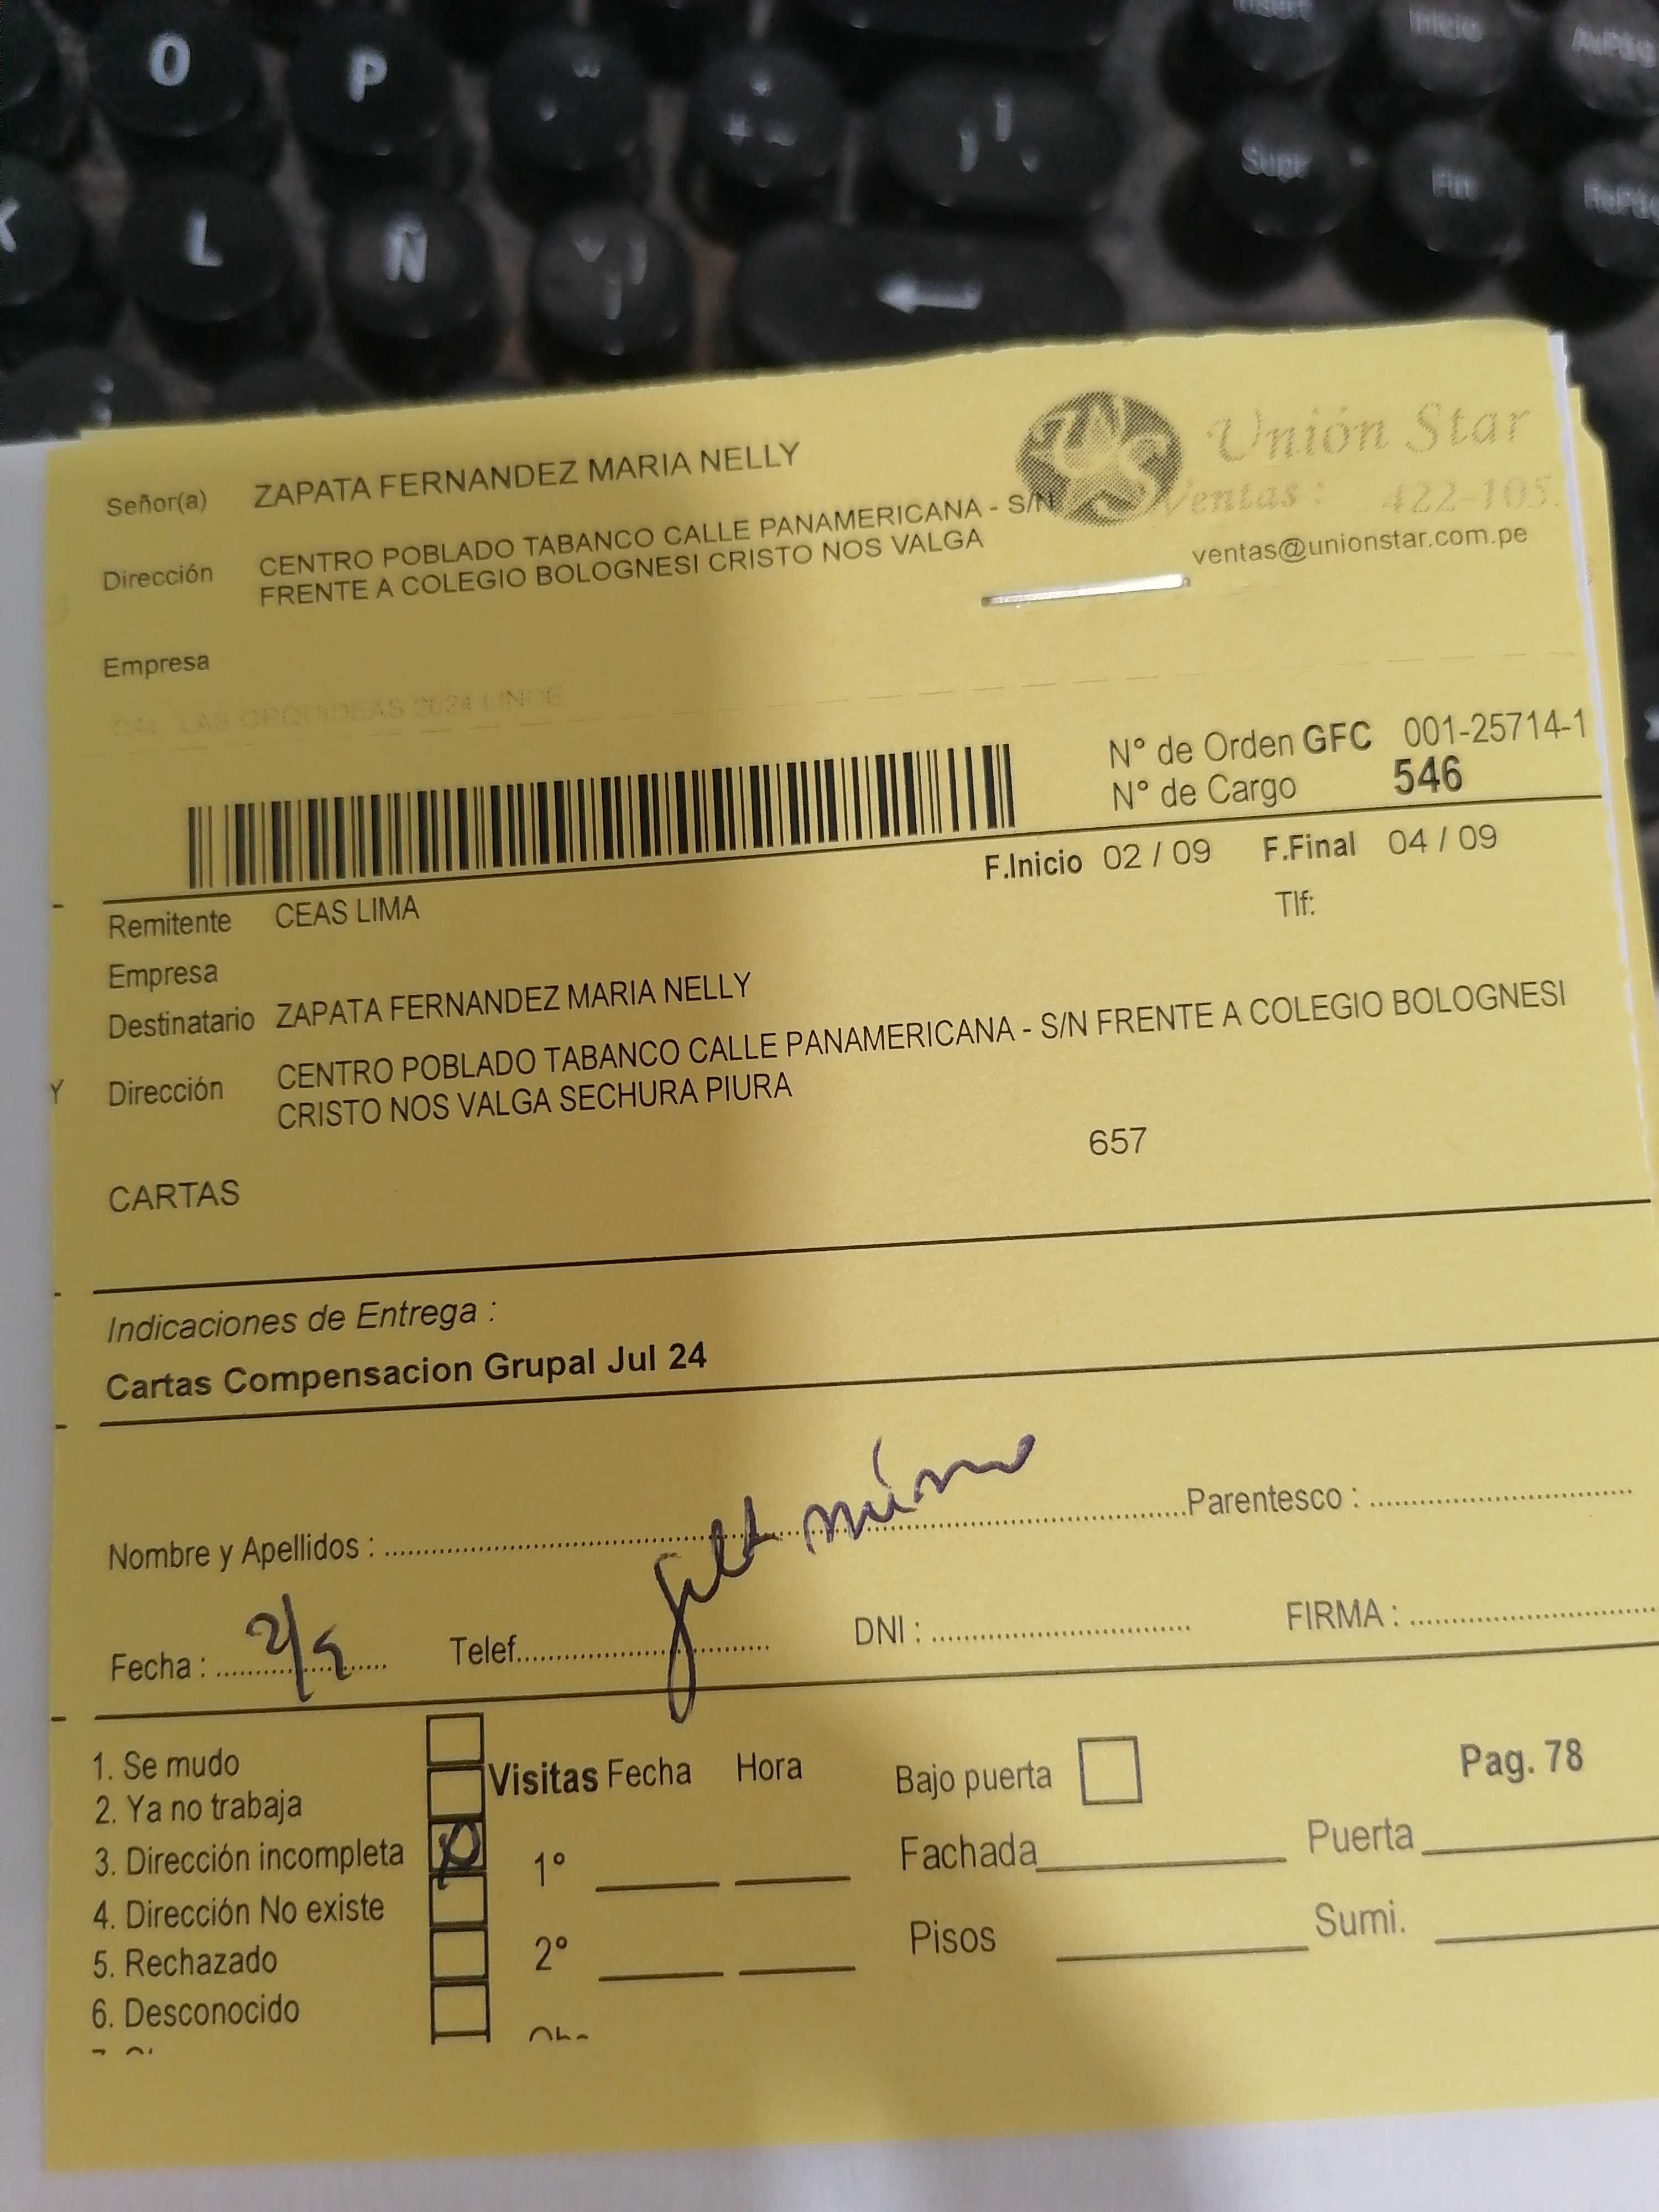 O P
L Ñ
Supr Fin
Unión Star
Señor(a) ZAPATA FERNANDEZ MARIA NELLY
Ventas : 422-105
Dirección CENTRO POBLADO TABANCO CALLE PANAMERICANA - S/N
FRENTE A COLEGIO BOLOGNESI CRISTO NOS VALGA
ventas@unionstar.com.pe
Empresa
N° de Orden GFC 001-25714-1
N° de Cargo 546
F.Inicio 02 / 09 F.Final 04 / 09
Remitente CEAS LIMA Tlf:
Empresa
Destinatario ZAPATA FERNANDEZ MARIA NELLY
Dirección CENTRO POBLADO TABANCO CALLE PANAMERICANA - S/N FRENTE A COLEGIO BOLOGNESI
CRISTO NOS VALGA SECHURA PIURA
657
CARTAS
Indicaciones de Entrega :
Cartas Compensacion Grupal Jul 24
Nombre y Apellidos : Parentesco :
Fecha : 2/9 Telef. DNI : FIRMA :
1. Se mudo
2. Ya no trabaja
3. Dirección incompleta
4. Dirección No existe
5. Rechazado
6. Desconocido
Visitas Fecha Hora
1°
2°
Bajo puerta
Fachada
Pisos
Pag. 78
Puerta
Sumi.